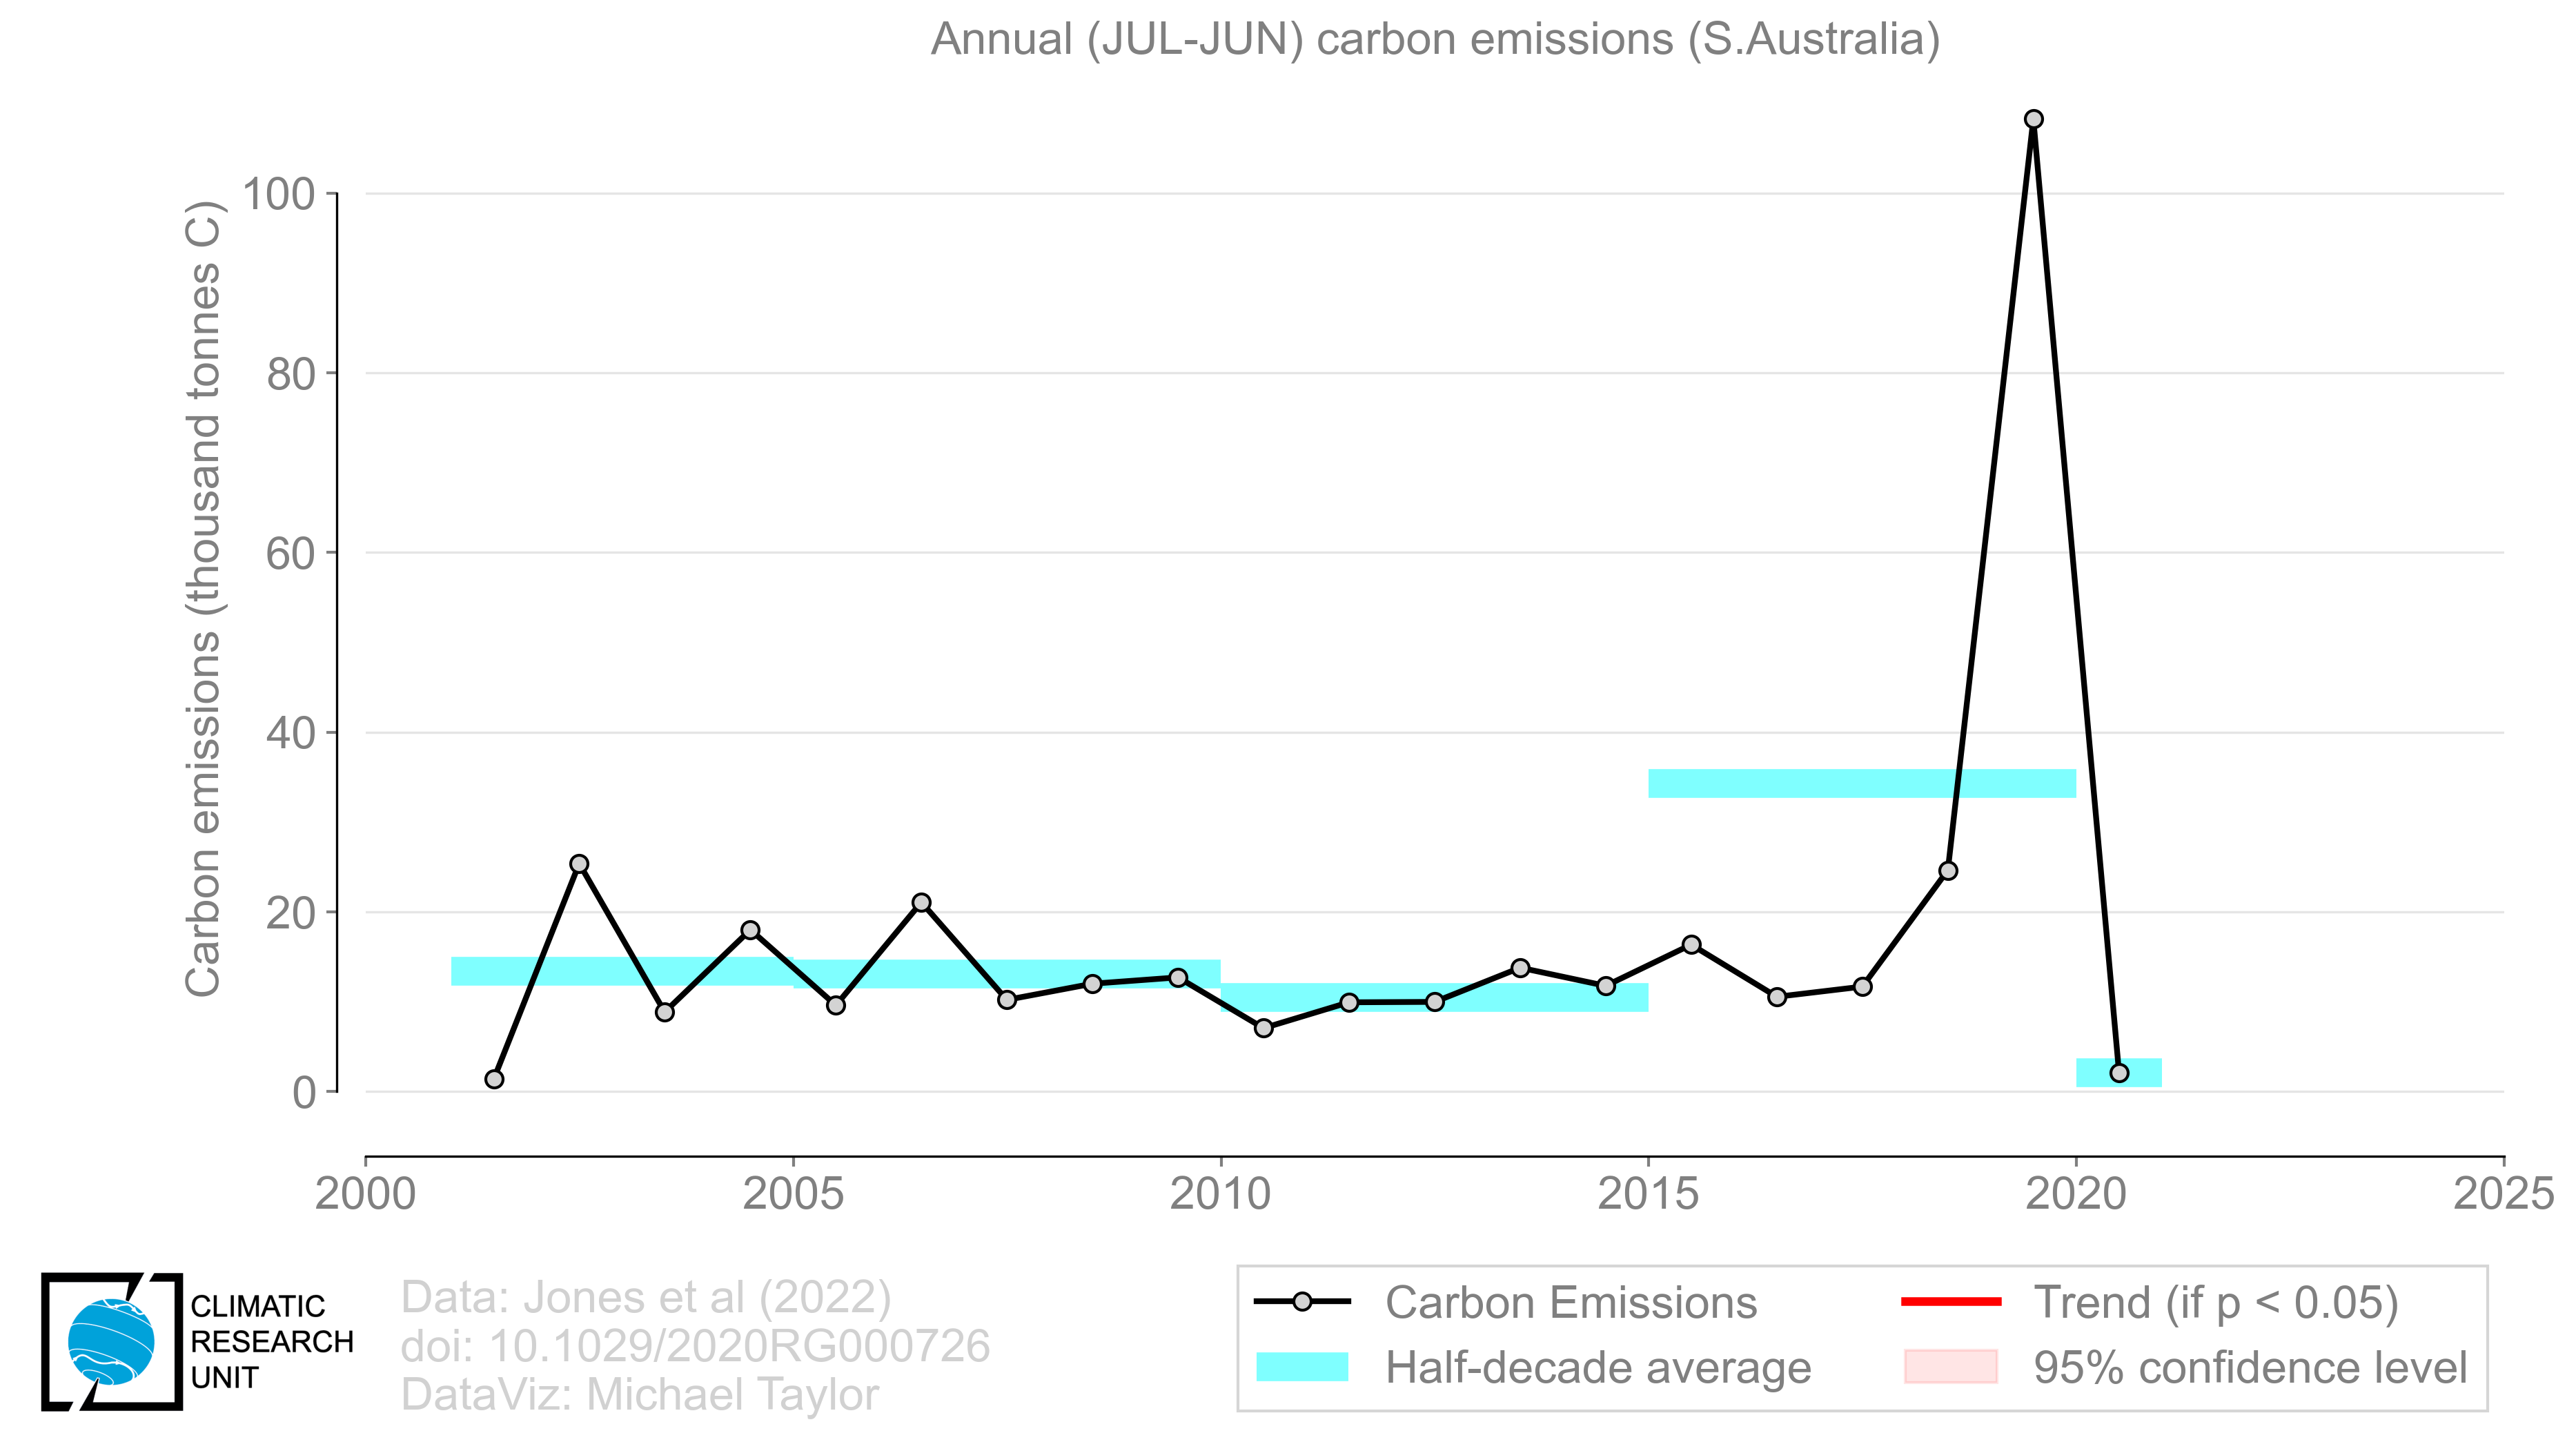 Annual (JUL-JUN) carbon emissions (S.Australia)
Carbon emissions (thousand tonnes C)
100
80
60
40
20
0
2000 2005 2010 2015 2020 2025
CLIMATIC
RESEARCH
UNIT
Data: Jones et al (2022)
doi: 10.1029/2020RG000726
DataViz: Michael Taylor
Carbon Emissions
Half-decade average
Trend (if p < 0.05)
95% confidence level